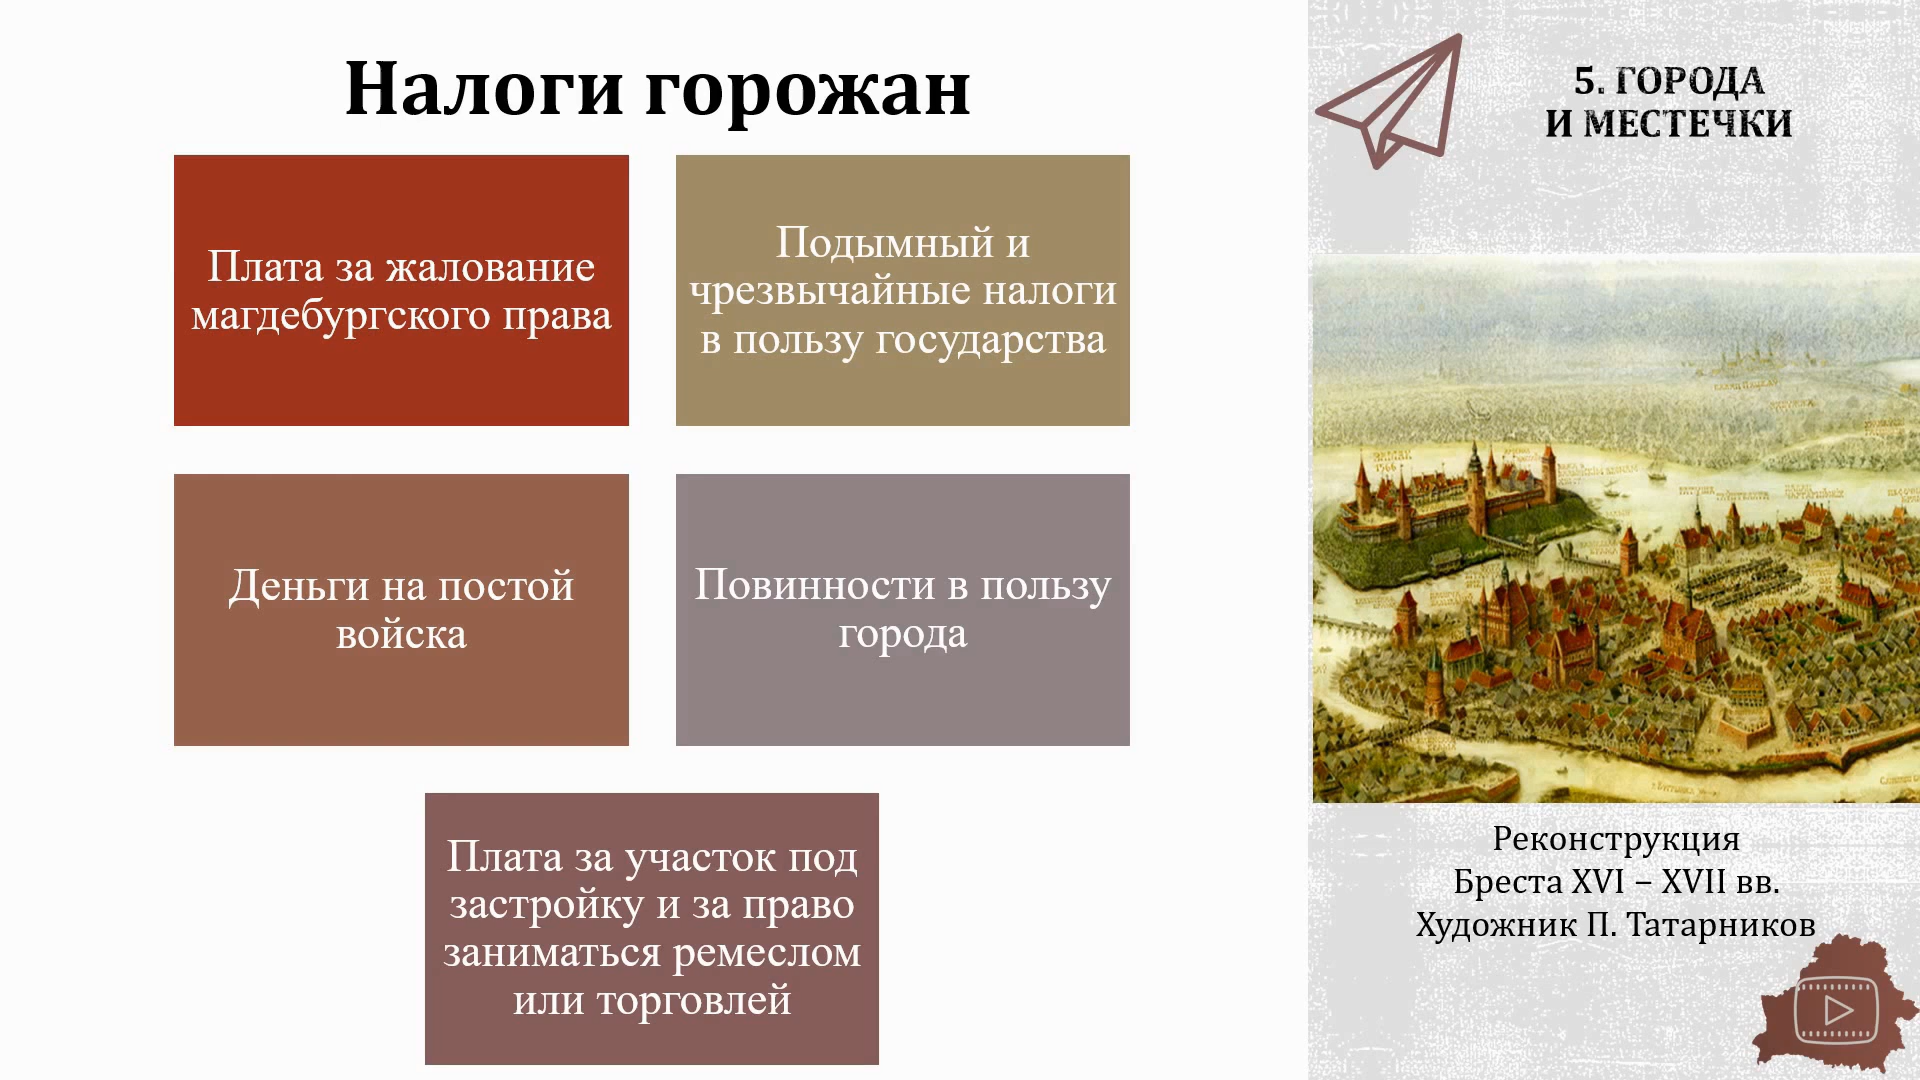 Налоги горожан
Плата за жалование
магдебургского права
Подымный и
чрезвычайные налоги
в пользу государства
Деньги на постой
войска
Повинности в пользу
города
Плата за участок под
застройку и за право
заниматься ремеслом
или торговлей
5. ГОРОДА
И МЕСТЕЧКИ
Реконструкция
Бреста XVI – XVII вв.
Художник П. Татарников